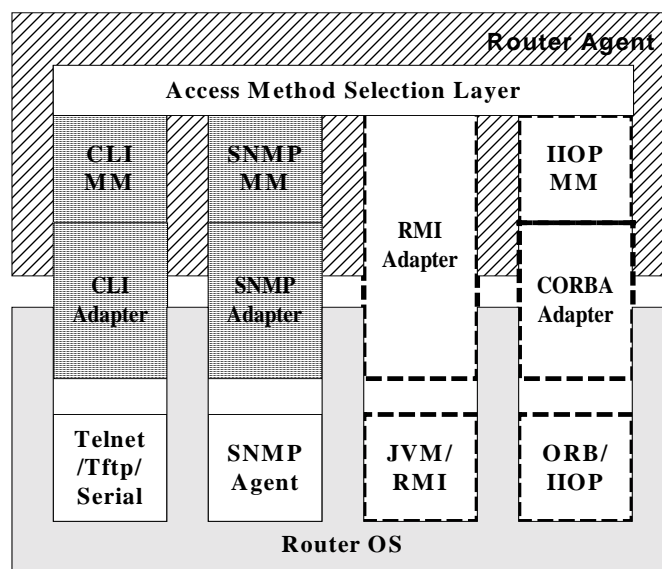 Router Agent
Access Method Selection Layer
CLI
MM
SNMP
MM
RMI
Adapter
IIOP
MM
CLI
Adapter
SNMP
Adapter
CORBA
Adapter
Telnet
/Tftp/
Serial
SNMP
Agent
JVM/
RMI
ORB/
IIOP
Router OS